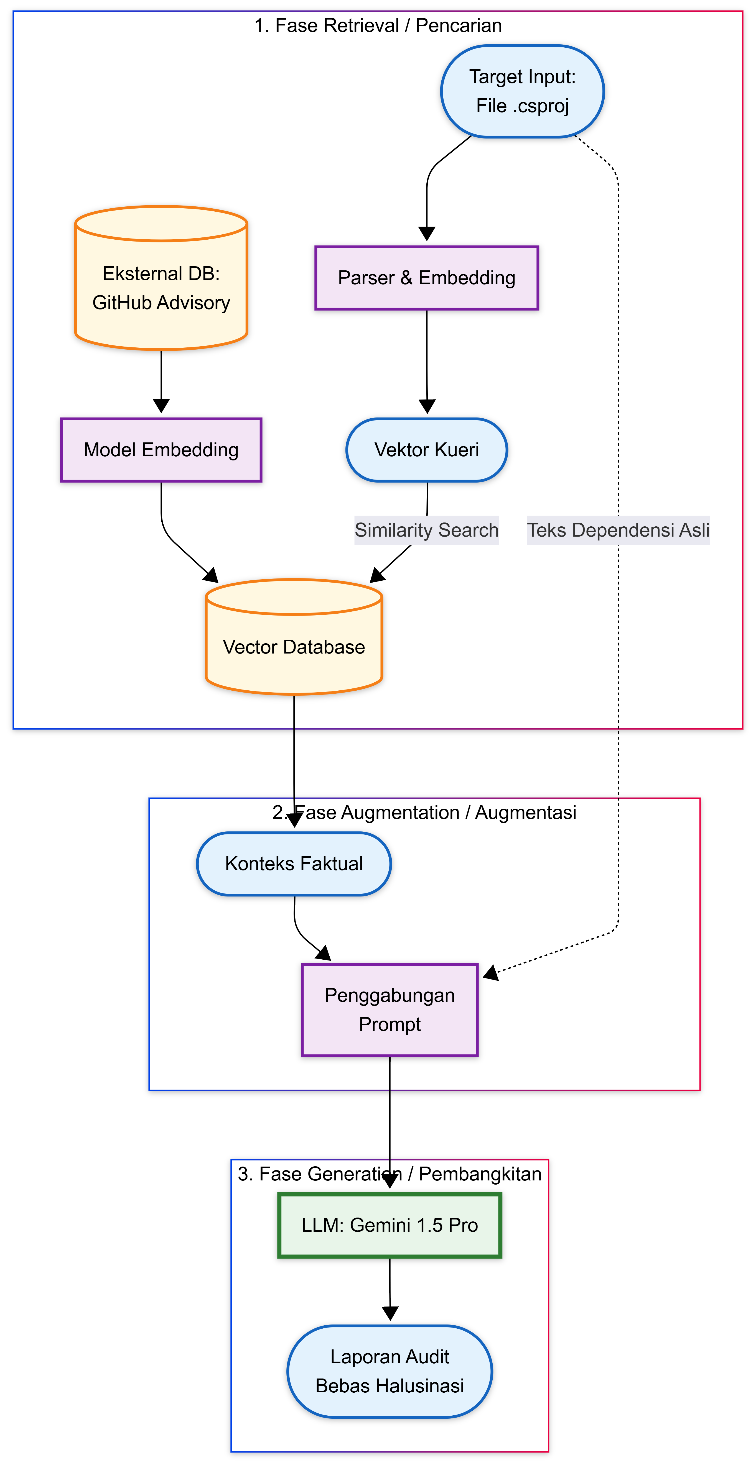 1. Fase Retrieval / Pencarian
Target Input:
File .csproj
Eksternal DB:
GitHub Advisory
Parser & Embedding
Model Embedding
Vektor Kueri
Similarity Search
Teks Dependensi Asli
Vector Database
2. Fase Augmentation / Augmentasi
Konteks Faktual
Penggabungan
Prompt
3. Fase Generation / Pembangkitan
LLM: Gemini 1.5 Pro
Laporan Audit
Bebas Halusinasi